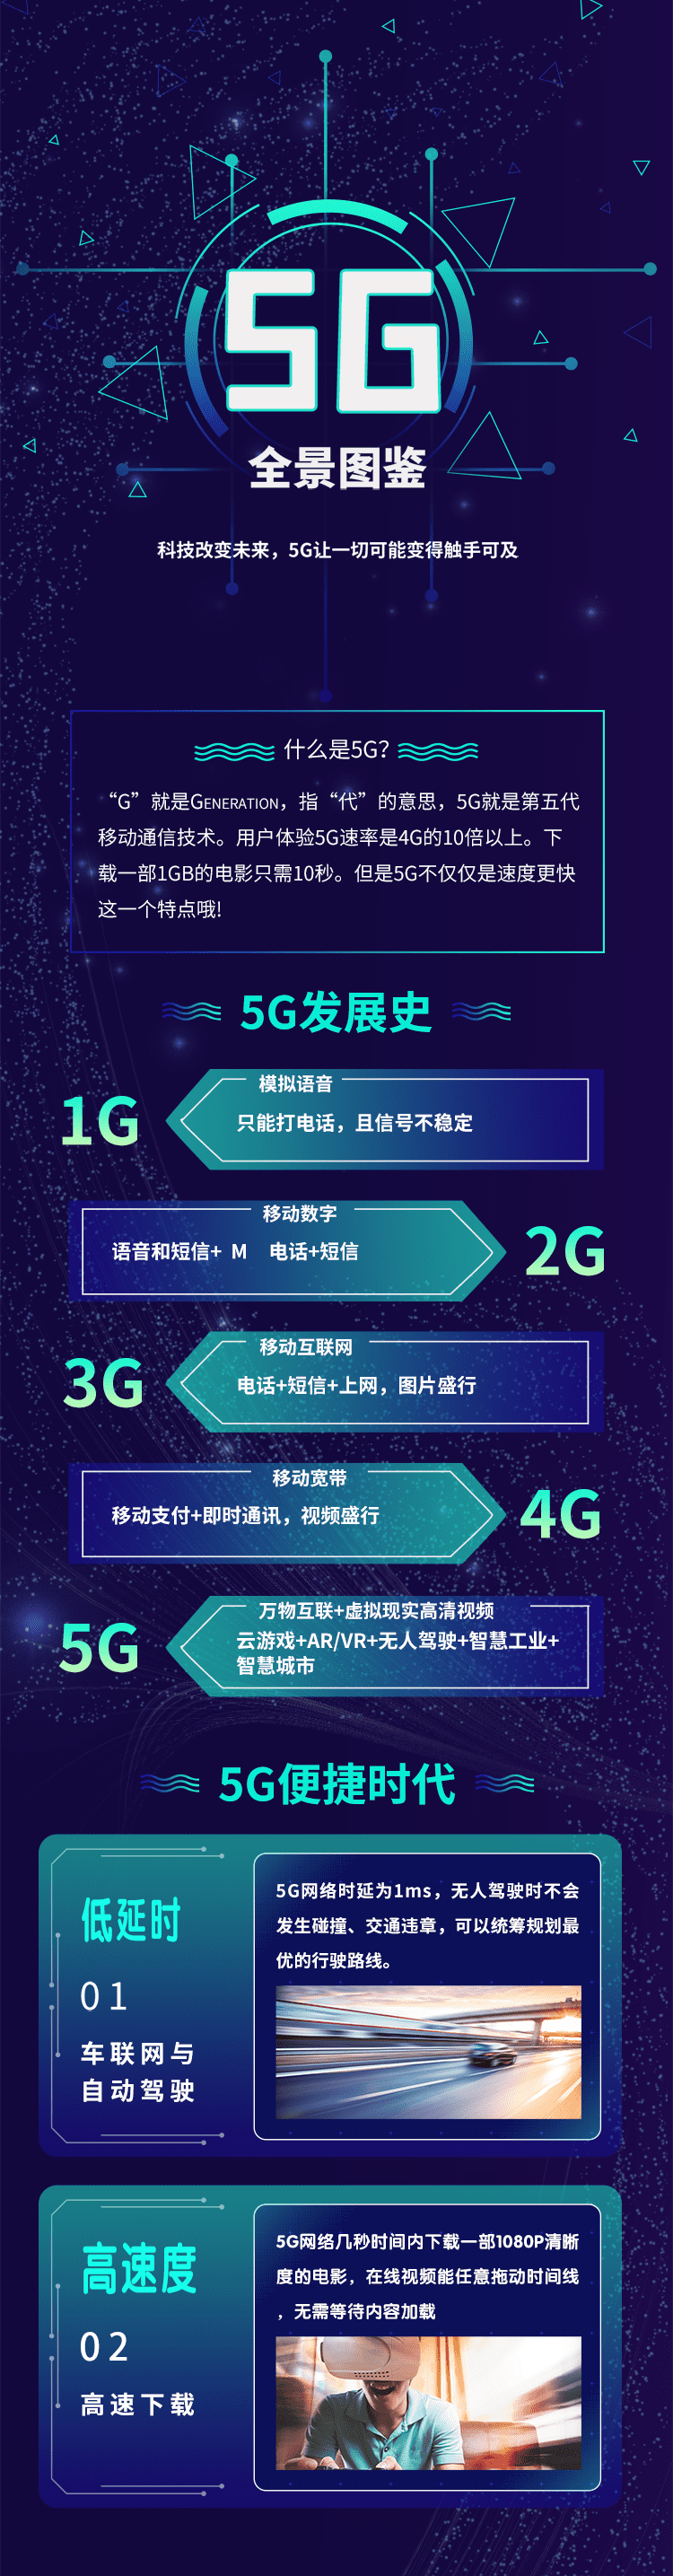 5G
全景图鉴
科技改变未来，5G让一切可能变得触手可及
什么是5G?
“G”就是GENERATION，指“代”的意思，5G就是第五代
移动通信技术。用户体验5G速率是4G的10倍以上。下
载一部1GB的电影只需10秒。但是5G不仅仅是速度更快
这一个特点哦!
5G发展史
1G
模拟语音
只能打电话，且信号不稳定
移动数字
语音和短信+ M 电话+短信
2G
3G
移动互联网
电话+短信+上网，图片盛行
移动宽带
移动支付+即时通讯，视频盛行
4G
5G
万物互联+虚拟现实高清视频
云游戏+AR/VR+无人驾驶+智慧工业+
智慧城市
5G便捷时代
低延时
01
车联网与
自动驾驶
5G网络时延为1ms，无人驾驶时不会
发生碰撞、交通违章，可以统筹规划最
优的行驶路线。
高速度
02
高速下载
5G网络几秒时间内下载一部1080P清晰
度的电影，在线视频能任意拖动时间线
，无需等待内容加载